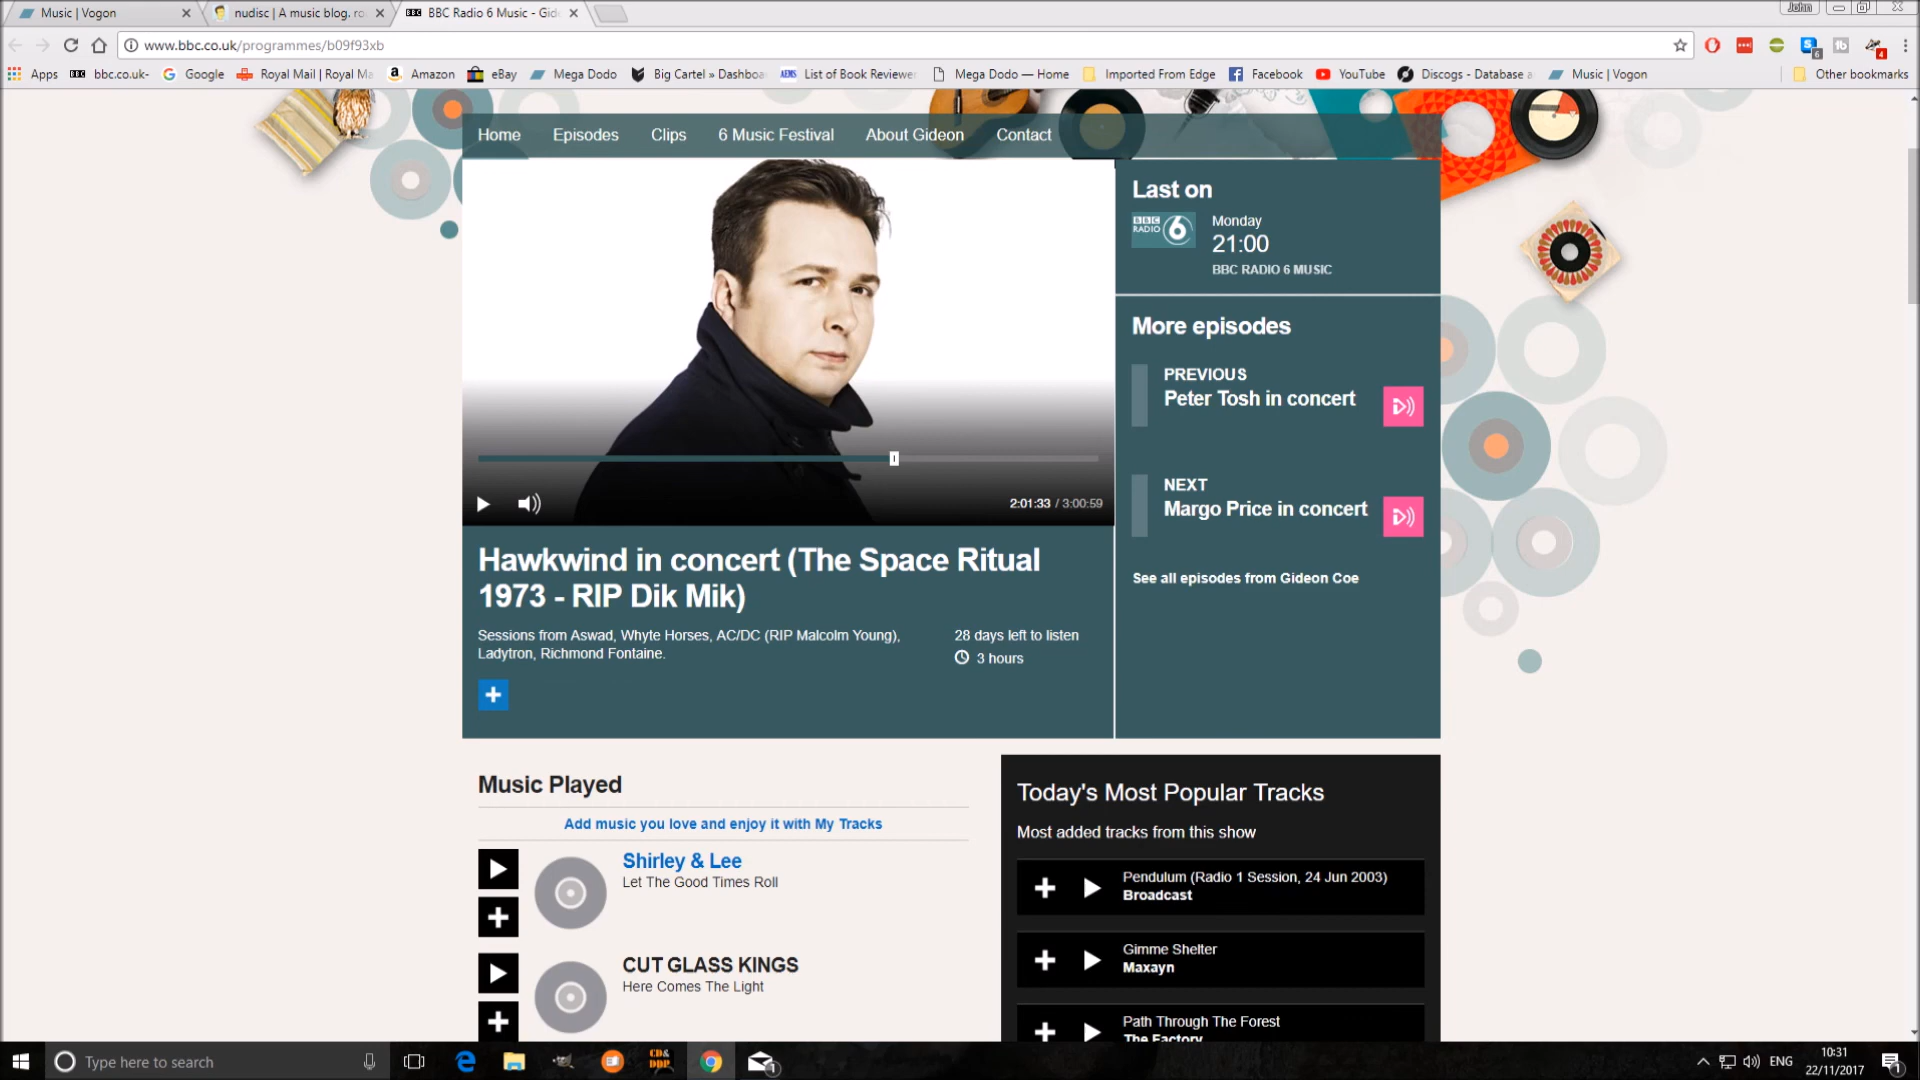 Music | Vogon
nudisc | A music blog. ro
BBC Radio 6 Music - Gid
John
www.bbc.co.uk/programmes/b09f93xb
Apps
bbc.co.uk-
Google
Royal Mail | Royal Ma
Amazon
eBay
Mega Dodo
Big Cartel » Dashboa
List of Book Reviewer
Mega Dodo — Home
Imported From Edge
Facebook
YouTube
Discogs - Database a
Music | Vogon
Other bookmarks
Home
Episodes
Clips
6 Music Festival
About Gideon
Contact
Last on
BBC RADIO 6
Monday
21:00
BBC RADIO 6 MUSIC
More episodes
PREVIOUS
Peter Tosh in concert
NEXT
Margo Price in concert
See all episodes from Gideon Coe
2:01:33 / 3:00:59
Hawkwind in concert (The Space Ritual
1973 - RIP Dik Mik)
Sessions from Aswad, Whyte Horses, AC/DC (RIP Malcolm Young),
Ladytron, Richmond Fontaine.
28 days left to listen
3 hours
Music Played
Add music you love and enjoy it with My Tracks
Shirley & Lee
Let The Good Times Roll
CUT GLASS KINGS
Here Comes The Light
Today's Most Popular Tracks
Most added tracks from this show
Pendulum (Radio 1 Session, 24 Jun 2003)
Broadcast
Gimme Shelter
Maxayn
Path Through The Forest
The Factory
Type here to search
CD&
DDP
ENG
10:31
22/11/2017